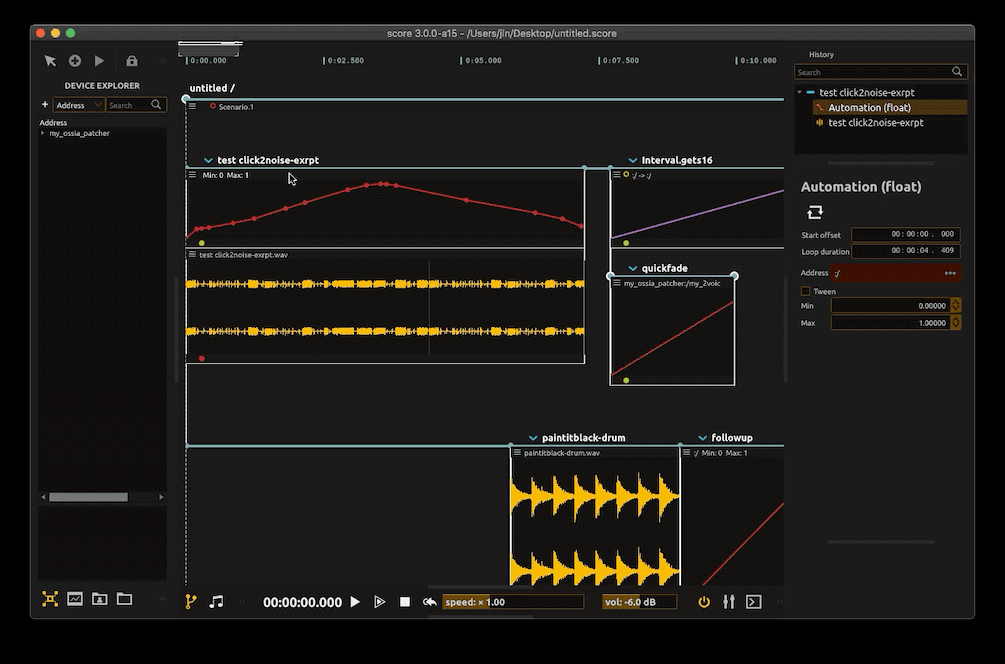 score 3.0.0-a15 - /Users/jin/Desktop/untitled.score
DEVICE EXPLORER
+ Address Search
Address
my_ossia_patcher
0:00.000 0:02.500 0:05.000 0:07.500 0:10.000
untitled /
Scenario.1
test click2noise-exrpt
Min: 0 Max: 1
test click2noise-exrpt.wav
Interval.gets16
:/ -> :/
quickfade
my_ossia_patcher:/my_2voic
paintitblack-drum
paintitblack-drum.wav
followup
:/ Min: 0 Max: 1
00:00:00.000
speed: × 1.00
vol: -6.0 dB
History
Search
test click2noise-exrpt
Automation (float)
test click2noise-exrpt
Automation (float)
Start offset 00:00:00 . 000
Loop duration 00:00:04 . 409
Address :/
Tween
Min 0.00000
Max 1.00000